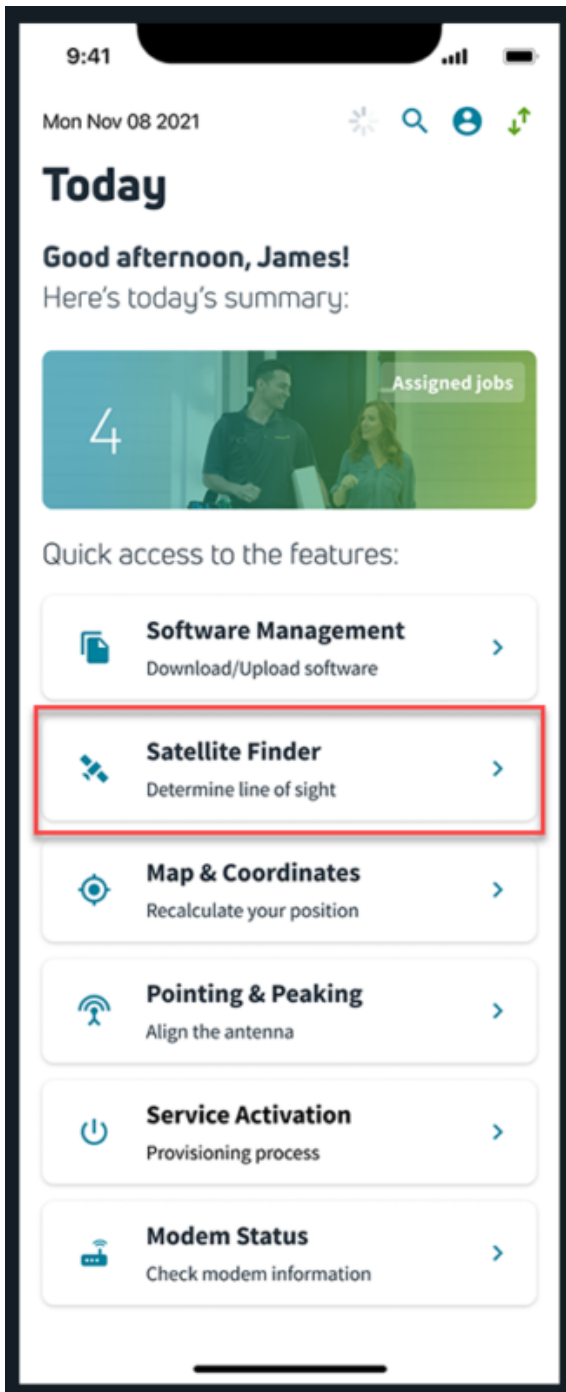 9:41
Mon Nov 08 2021
Today
Good afternoon, James!
Here's today's summary:
4
Assigned jobs
Quick access to the features:
Software Management
Download/Upload software
Satellite Finder
Determine line of sight
Map & Coordinates
Recalculate your position
Pointing & Peaking
Align the antenna
Service Activation
Provisioning process
Modem Status
Check modem information